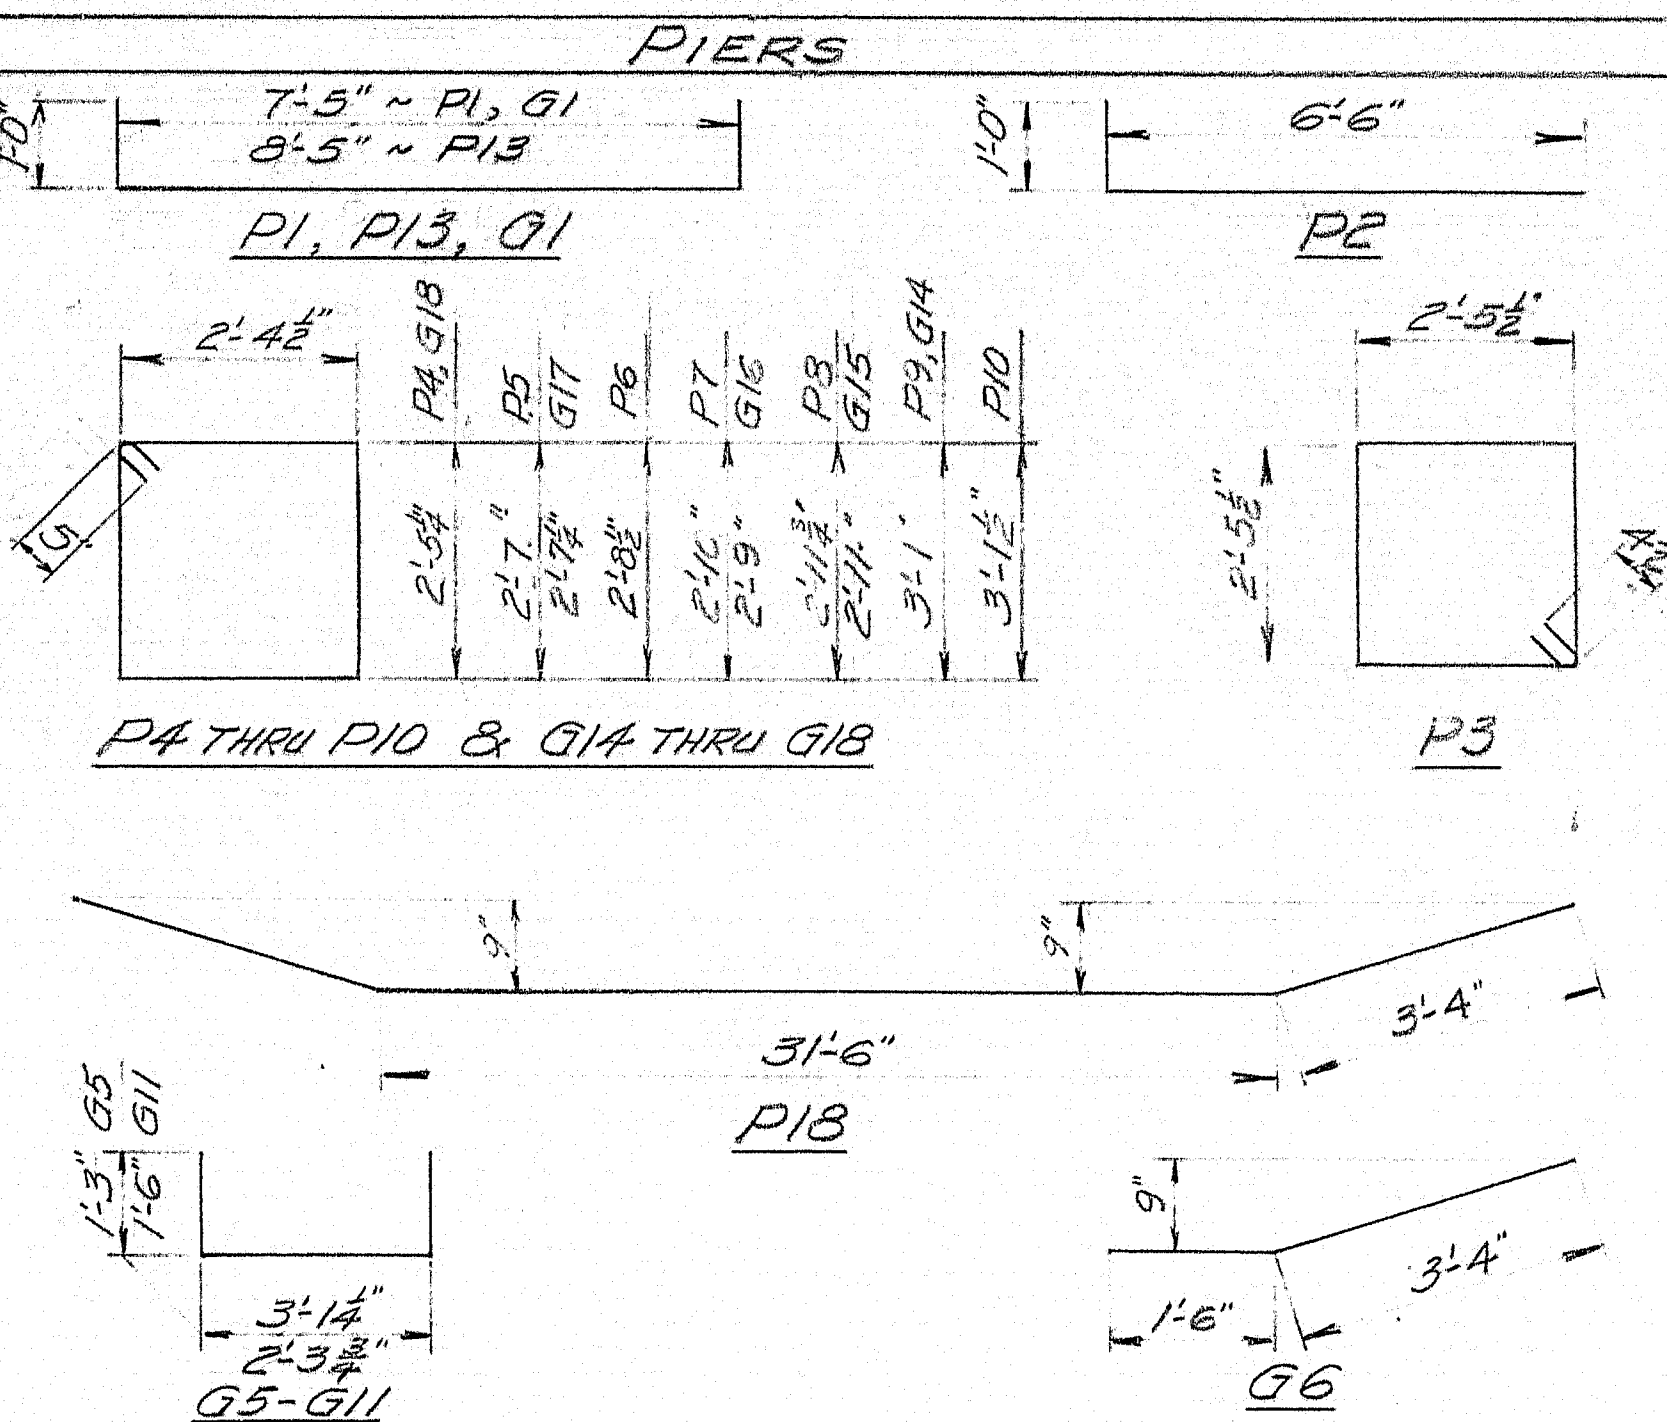 PIERS
1'-0"
7'-5" ~ P1, G1
8'-5" ~ P13
P1, P13, G1
1'-0"
6'-6"
P2
2'-4½"
5"
P4, G18
2'-5¼"
P5
G17
2'-7"
2'-7¼"
P6
2'-8½"
P7
G16
2'-10"
2'-9"
P8
G15
2'-11¾"
2'-11"
P9, G14
3'-1"
P10
3'-1½"
P4 THRU P10 & G14 THRU G18
2'-5½"
2'-5½"
P3
9"
9"
31'-6"
3'-4"
P18
G5
G11
1'-3"
1'-6"
3'-1¼"
2'-3¾"
G5-G11
9"
1'-6"
3'-4"
G6